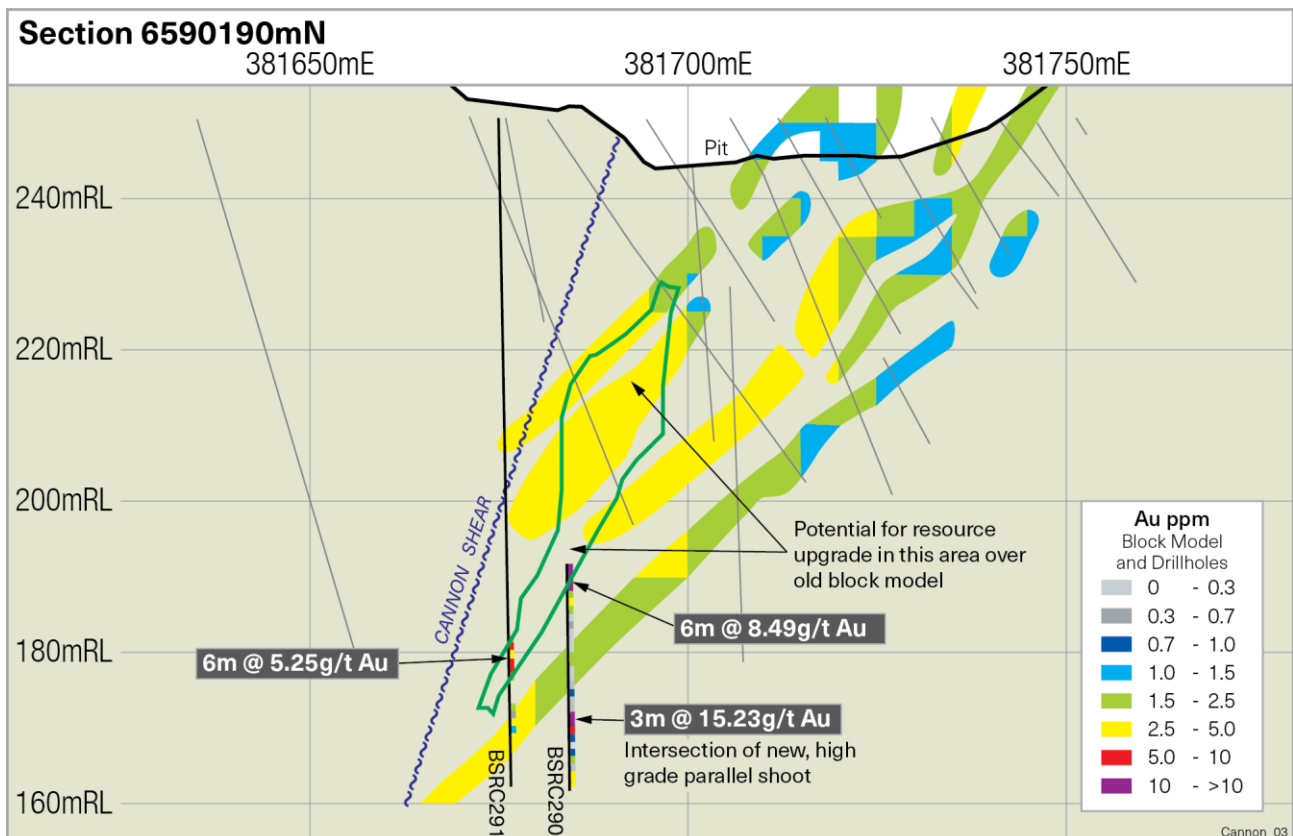 Section 6590190mN
381650mE
381700mE
381750mE
Pit
240mRL
220mRL
200mRL
180mRL
160mRL
CANNON SHEAR
Potential for resource
upgrade in this area over
old block model
6m @ 8.49g/t Au
6m @ 5.25g/t Au
3m @ 15.23g/t Au
Intersection of new, high
grade parallel shoot
BSRC291
BSRC290
Au ppm
Block Model
and Drillholes
0 - 0.3
0.3 - 0.7
0.7 - 1.0
1.0 - 1.5
1.5 - 2.5
2.5 - 5.0
5.0 - 10
10 - >10
Cannon_03